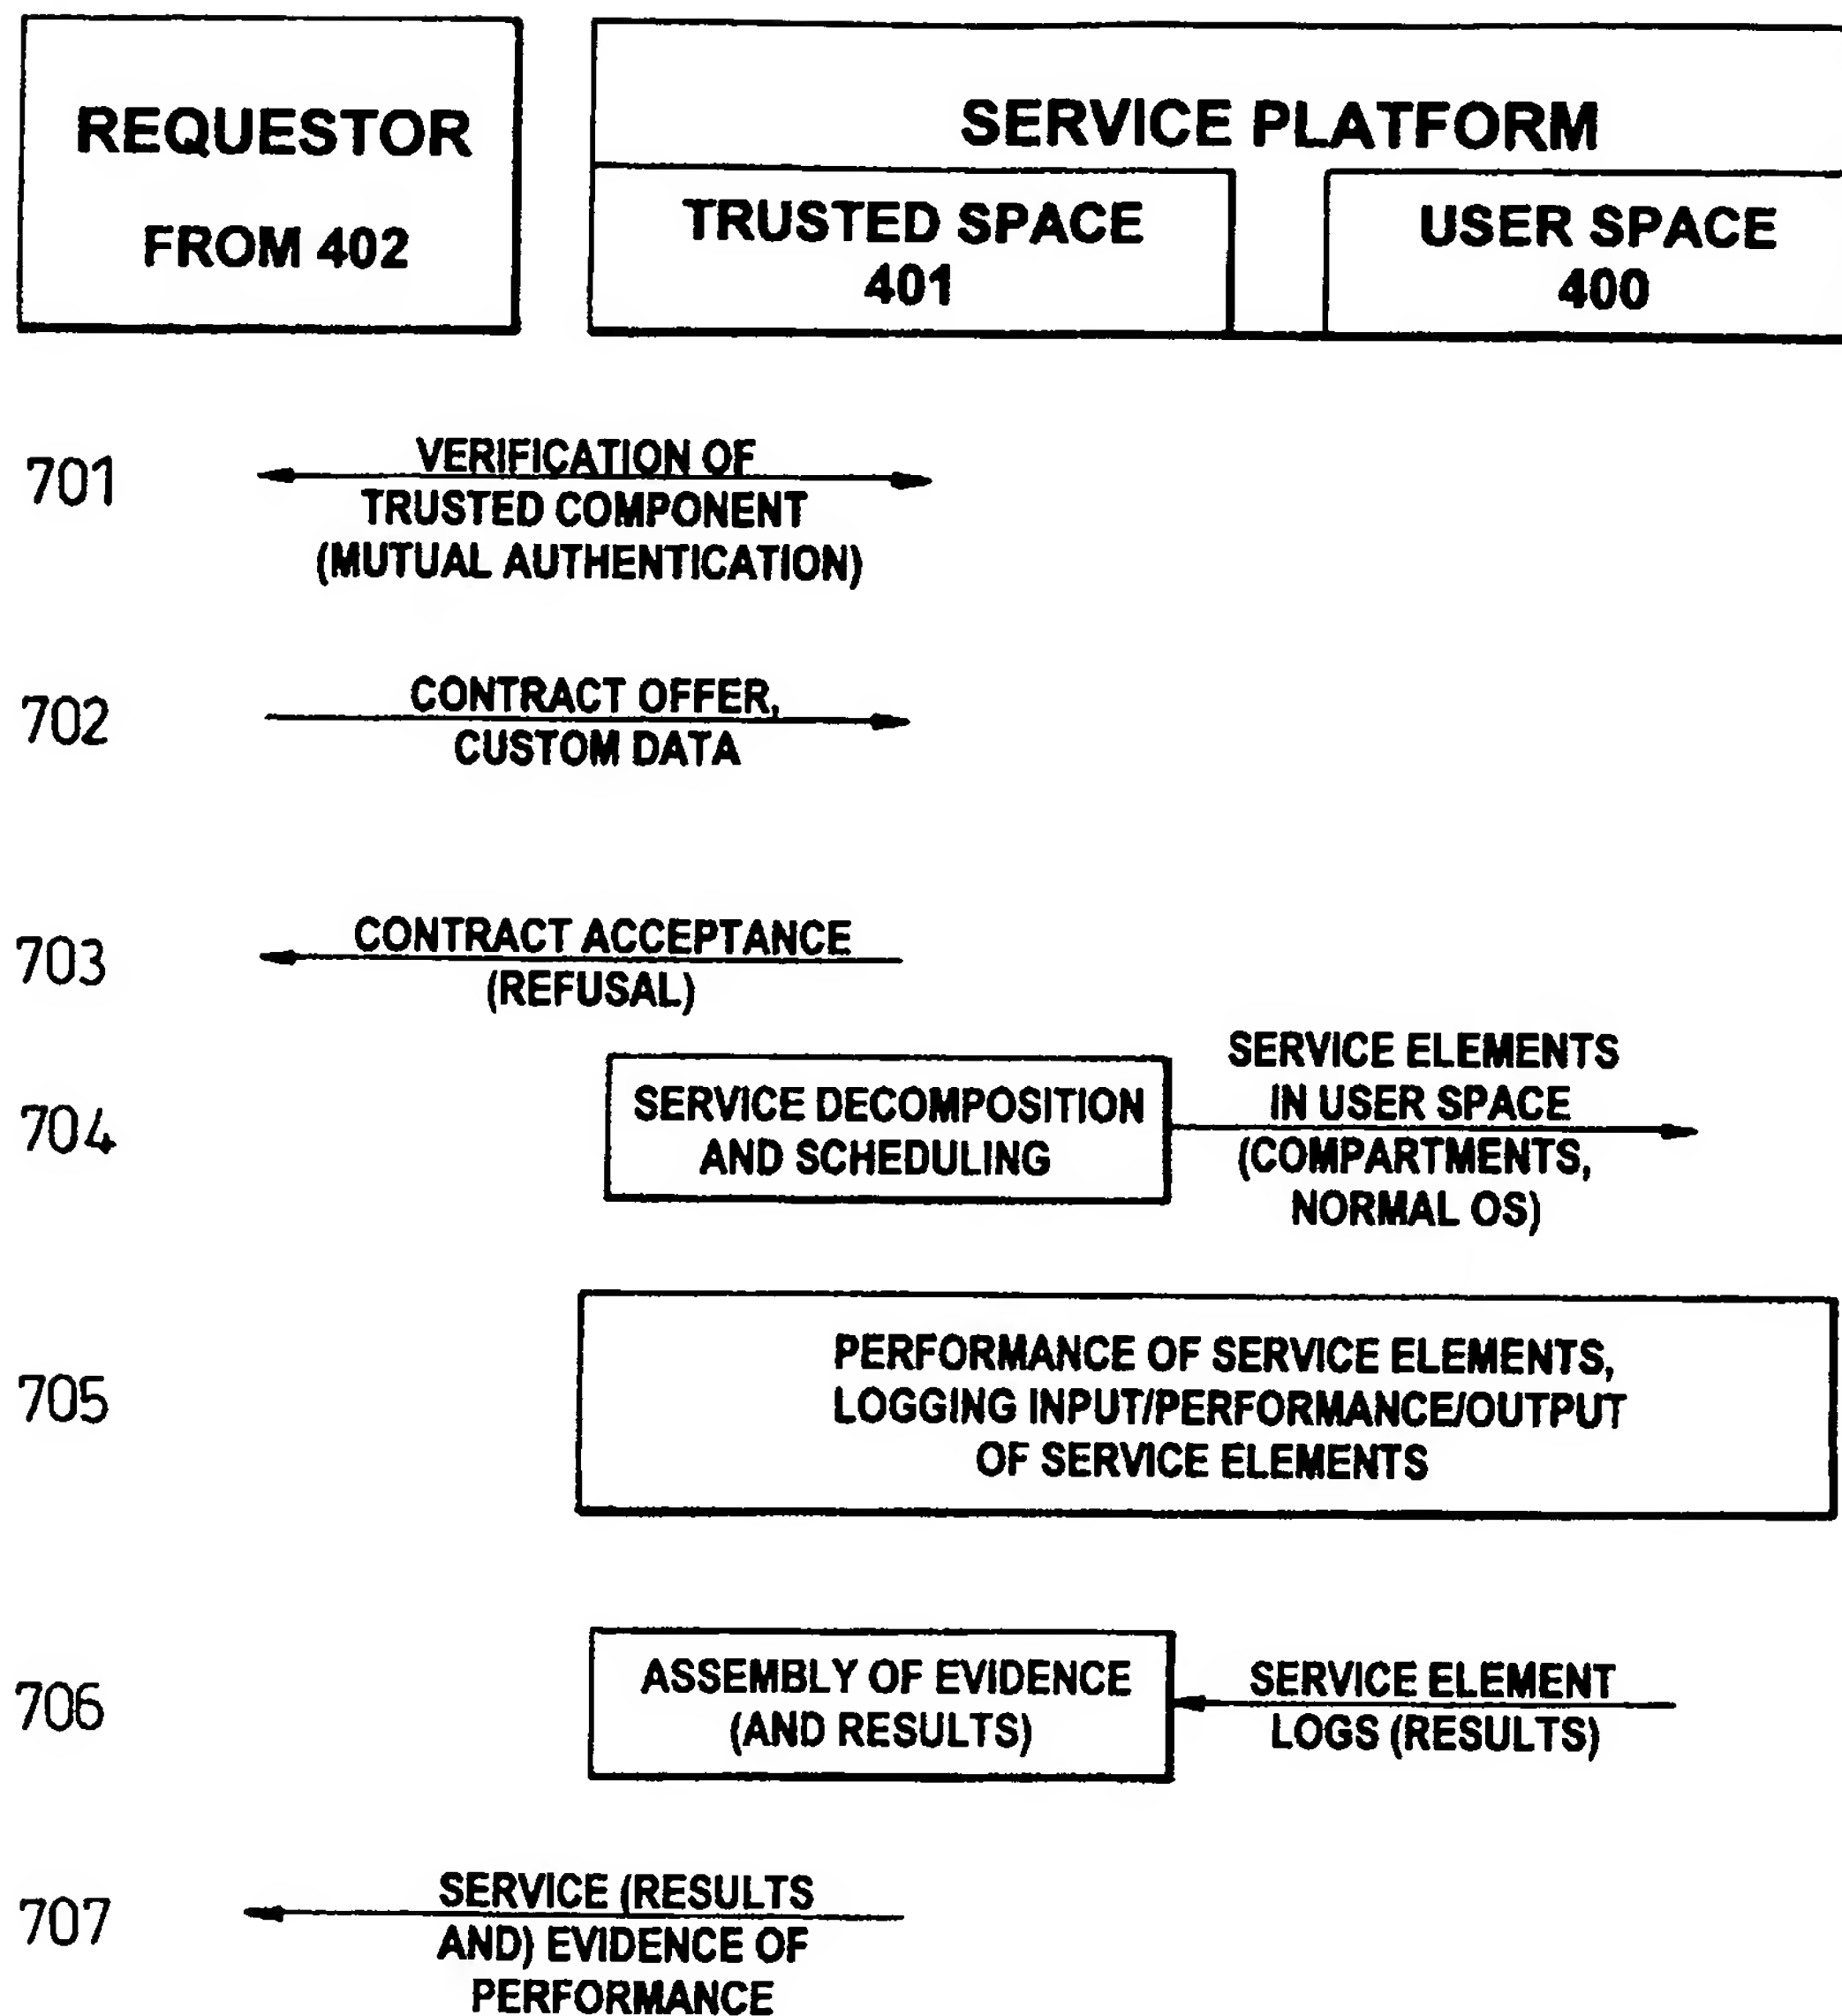 REQUESTOR
FROM 402
SERVICE PLATFORM
TRUSTED SPACE
401
USER SPACE
400
701
VERIFICATION OF
TRUSTED COMPONENT
(MUTUAL AUTHENTICATION)
702
CONTRACT OFFER,
CUSTOM DATA
703
CONTRACT ACCEPTANCE
(REFUSAL)
704
SERVICE DECOMPOSITION
AND SCHEDULING
SERVICE ELEMENTS
IN USER SPACE
(COMPARTMENTS,
NORMAL OS)
705
PERFORMANCE OF SERVICE ELEMENTS,
LOGGING INPUT/PERFORMANCE/OUTPUT
OF SERVICE ELEMENTS
706
ASSEMBLY OF EVIDENCE
(AND RESULTS)
SERVICE ELEMENT
LOGS (RESULTS)
707
SERVICE (RESULTS
AND) EVIDENCE OF
PERFORMANCE